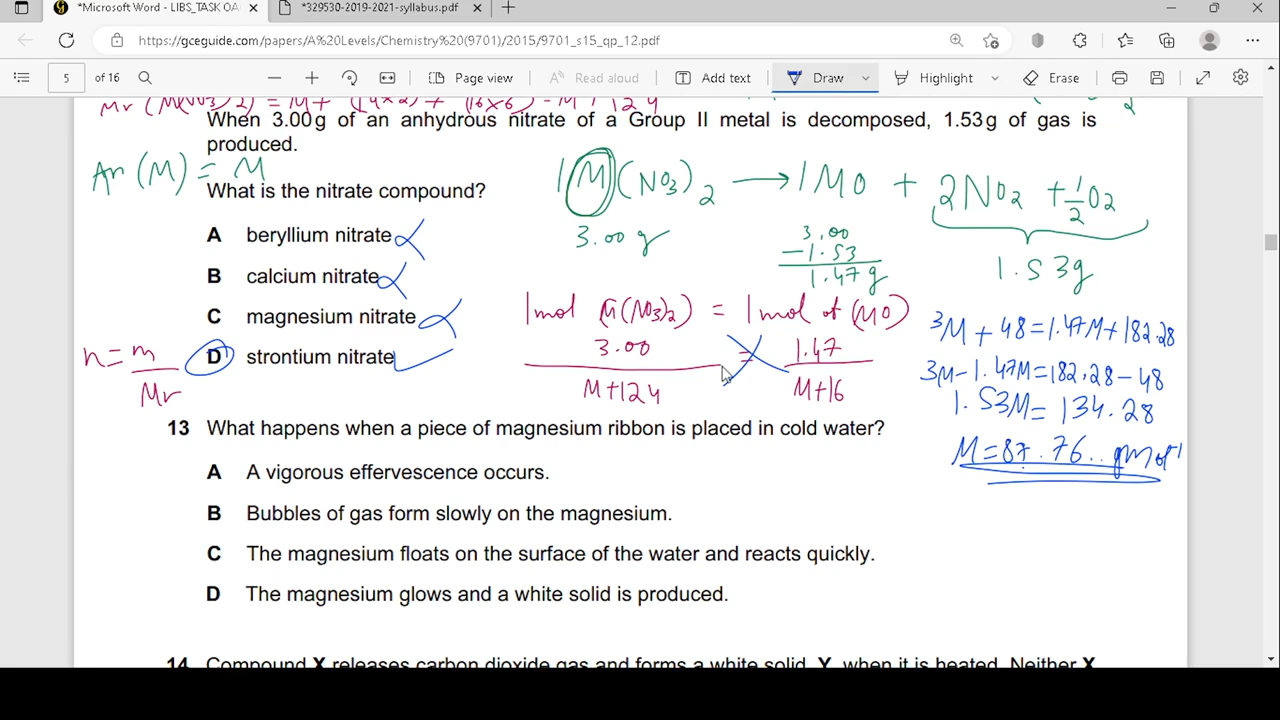 *Microsoft Word - LIBS_TASK OA
*329530-2019-2021-syllabus.pdf
https://gceguide.com/papers/A%20Levels/Chemistry%20(9701)/2015/9701_s15_qp_12.pdf
5 of 16
Page view
Read aloud
Add text
Draw
Highlight
Erase
Mr (M(NO3)2) = M + (14x2) + (16x6) = M + 124
When 3.00 g of an anhydrous nitrate of a Group II metal is decomposed, 1.53 g of gas is
produced.
Ar (M) = M
What is the nitrate compound?
1 M (NO3)2 → 1 MO + 2NO2 + 1/2 O2
3.00 g
3.00
-1.53
1.47 g
1.53g
A beryllium nitrate
B calcium nitrate
C magnesium nitrate
D strontium nitrate
n = m
Mr
1 mol M(NO3)2) = 1 mol of (MO)
3.00 = 1.47
M+124 M+16
3M + 48 = 1.47M + 182.28
3M - 1.47M = 182.28 - 48
1.53M = 134.28
M = 87.76.. gmol-1
13 What happens when a piece of magnesium ribbon is placed in cold water?
A A vigorous effervescence occurs.
B Bubbles of gas form slowly on the magnesium.
C The magnesium floats on the surface of the water and reacts quickly.
D The magnesium glows and a white solid is produced.
14 Compound X releases carbon dioxide gas and forms a white solid, Y, when it is heated. Neither X